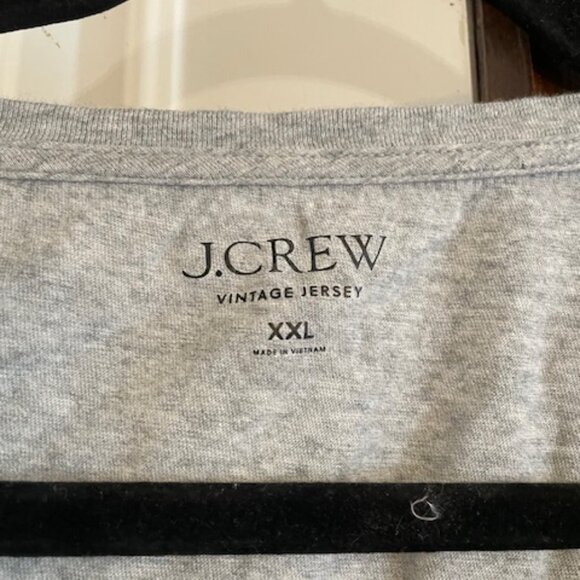 J.CREW
VINTAGE JERSEY
XXL
MADE IN VIETNAM